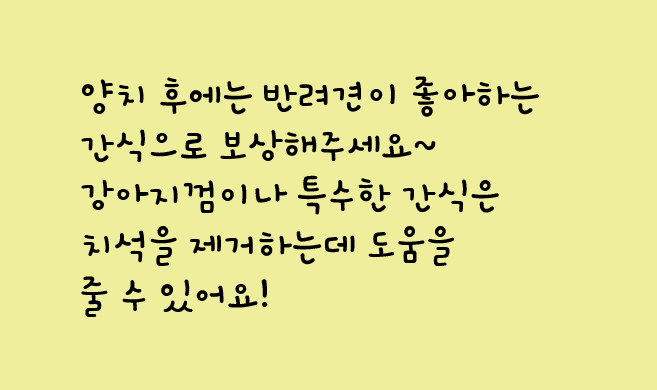 양치 후에는 반려견이 좋아하는
간식으로 보상해주세요~
강아지껌이나 특수한 간식은
치석을 제거하는데 도움을
줄 수 있어요!